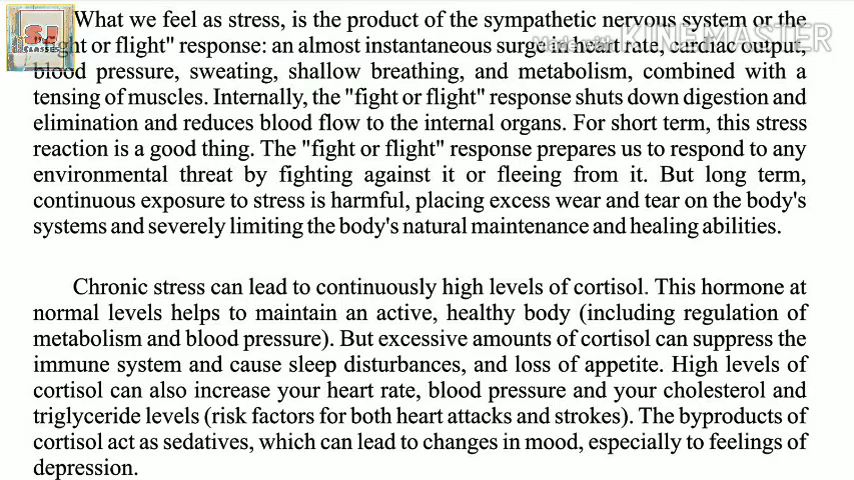 What we feel as stress, is the product of the sympathetic nervous system or the
"fight or flight" response: an almost instantaneous surge in heart rate, cardiac output,
blood pressure, sweating, shallow breathing, and metabolism, combined with a
tensing of muscles. Internally, the "fight or flight" response shuts down digestion and
elimination and reduces blood flow to the internal organs. For short term, this stress
reaction is a good thing. The "fight or flight" response prepares us to respond to any
environmental threat by fighting against it or fleeing from it. But long term,
continuous exposure to stress is harmful, placing excess wear and tear on the body's
systems and severely limiting the body's natural maintenance and healing abilities.
Chronic stress can lead to continuously high levels of cortisol. This hormone at
normal levels helps to maintain an active, healthy body (including regulation of
metabolism and blood pressure). But excessive amounts of cortisol can suppress the
immune system and cause sleep disturbances, and loss of appetite. High levels of
cortisol can also increase your heart rate, blood pressure and your cholesterol and
triglyceride levels (risk factors for both heart attacks and strokes). The byproducts of
cortisol act as sedatives, which can lead to changes in mood, especially to feelings of
depression.
SJ
CLASSES
Made with KINEMASTER